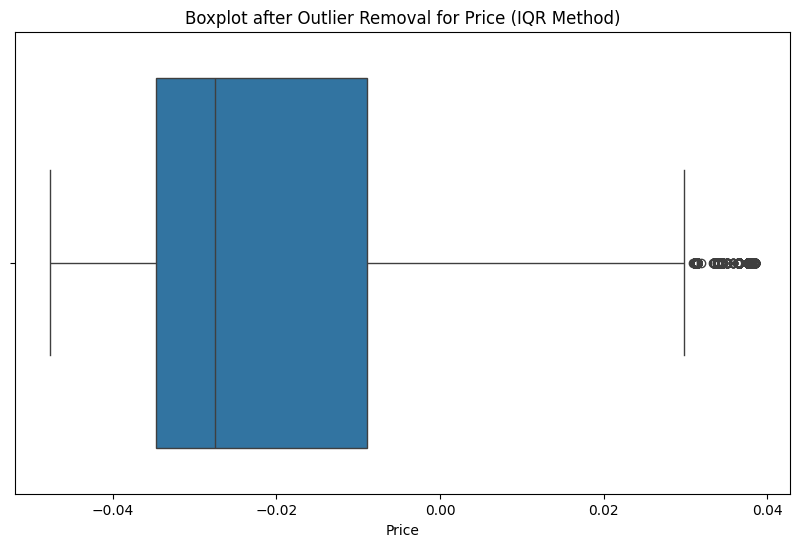 Boxplot after Outlier Removal for Price (IQR Method)
−0.04 −0.02 0.00 0.02 0.04
Price